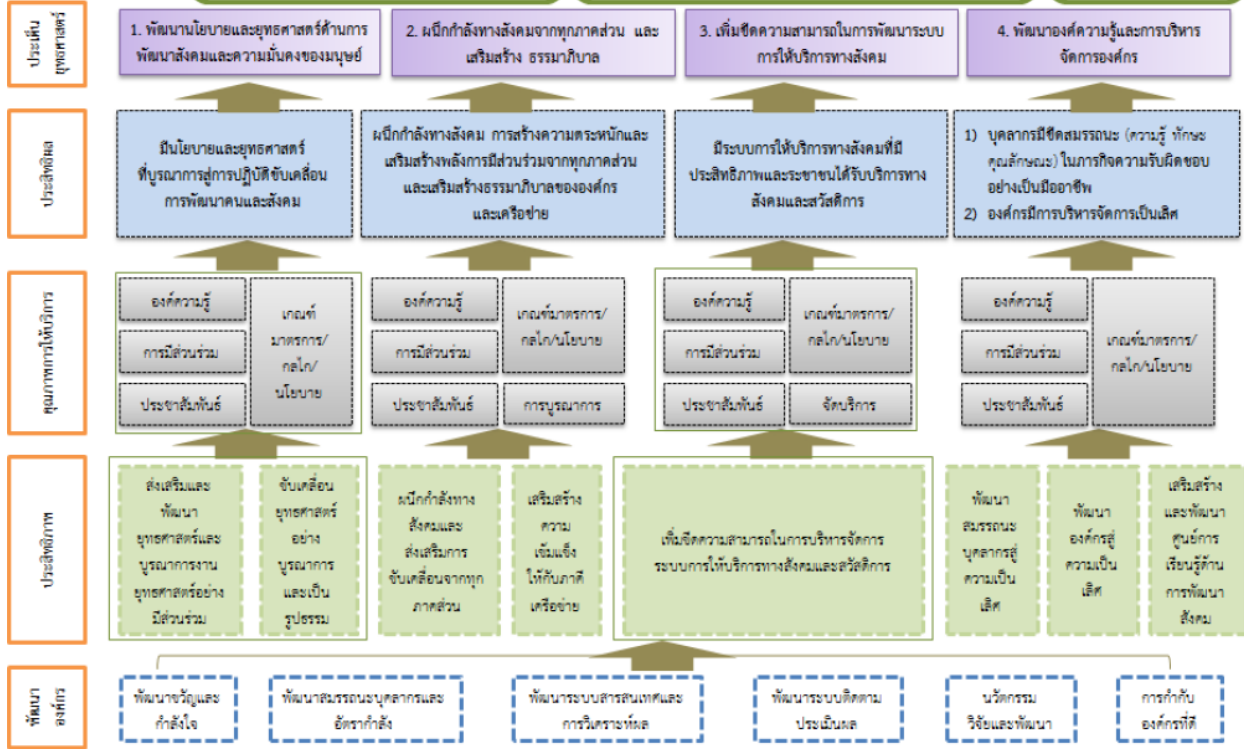 ประเด็น
ยุทธศาสตร์
1. พัฒนานโยบายและยุทธศาสตร์ด้านการ
พัฒนาสังคมและความมั่นคงของมนุษย์
2. ผนึกกำลังทางสังคมจากทุกภาคส่วน และ
เสริมสร้าง ธรรมาภิบาล
3. เพิ่มขีดความสามารถในการพัฒนาระบบ
การให้บริการทางสังคม
4. พัฒนาองค์ความรู้และการบริหาร
จัดการองค์กร
ประสิทธิผล
มีนโยบายและยุทธศาสตร์
ที่บูรณาการสู่การปฏิบัติขับเคลื่อน
การพัฒนาคนและสังคม
ผนึกกำลังทางสังคม การสร้างความตระหนักและ
เสริมสร้างพลังการมีส่วนร่วมจากทุกภาคส่วน
และเสริมสร้างธรรมาภิบาลขององค์กร
และเครือข่าย
มีระบบการให้บริการทางสังคมที่มี
ประสิทธิภาพและระชาชนได้รับบริการทาง
สังคมและสวัสดิการ
1) บุคลากรมีขีดสมรรถนะ (ความรู้ ทักษะ
คุณลักษณะ) ในภารกิจความรับผิดชอบ
อย่างเป็นมืออาชีพ
2) องค์กรมีการบริหารจัดการเป็นเลิศ
คุณภาพการให้บริการ
องค์ความรู้
การมีส่วนร่วม
ประชาสัมพันธ์
เกณฑ์
มาตรการ/
กลไก/
นโยบาย
องค์ความรู้
การมีส่วนร่วม
ประชาสัมพันธ์
เกณฑ์มาตรการ/
กลไก/นโยบาย
การบูรณาการ
องค์ความรู้
การมีส่วนร่วม
ประชาสัมพันธ์
เกณฑ์มาตรการ/
กลไก/นโยบาย
จัดบริการ
องค์ความรู้
การมีส่วนร่วม
ประชาสัมพันธ์
เกณฑ์มาตรการ/
กลไก/นโยบาย
ประสิทธิภาพ
ส่งเสริมและ
พัฒนา
ยุทธศาสตร์และ
บูรณาการงาน
ยุทธศาสตร์อย่าง
มีส่วนร่วม
ขับเคลื่อน
ยุทธศาสตร์
อย่าง
บูรณาการ
และเป็น
รูปธรรม
ผนึกกำลังทาง
สังคมและ
ส่งเสริมการ
ขับเคลื่อนจากทุก
ภาคส่วน
เสริมสร้าง
ความ
เข้มแข็ง
ให้กับภาคี
เครือข่าย
เพิ่มขีดความสามารถในการบริหารจัดการ
ระบบการให้บริการทางสังคมและสวัสดิการ
พัฒนา
สมรรถนะ
บุคลากรสู่
ความเป็น
เลิศ
พัฒนา
องค์กรสู่
ความเป็น
เลิศ
เสริมสร้าง
และพัฒนา
ศูนย์การ
เรียนรู้ด้าน
การพัฒนา
สังคม
พัฒนา
องค์กร
พัฒนาขวัญและ
กำลังใจ
พัฒนาสมรรถนะบุคลากรและ
อัตรากำลัง
พัฒนาระบบสารสนเทศและ
การวิเคราะห์ผล
พัฒนาระบบติดตาม
ประเมินผล
นวัตกรรม
วิจัยและพัฒนา
การกำกับ
องค์กรที่ดี